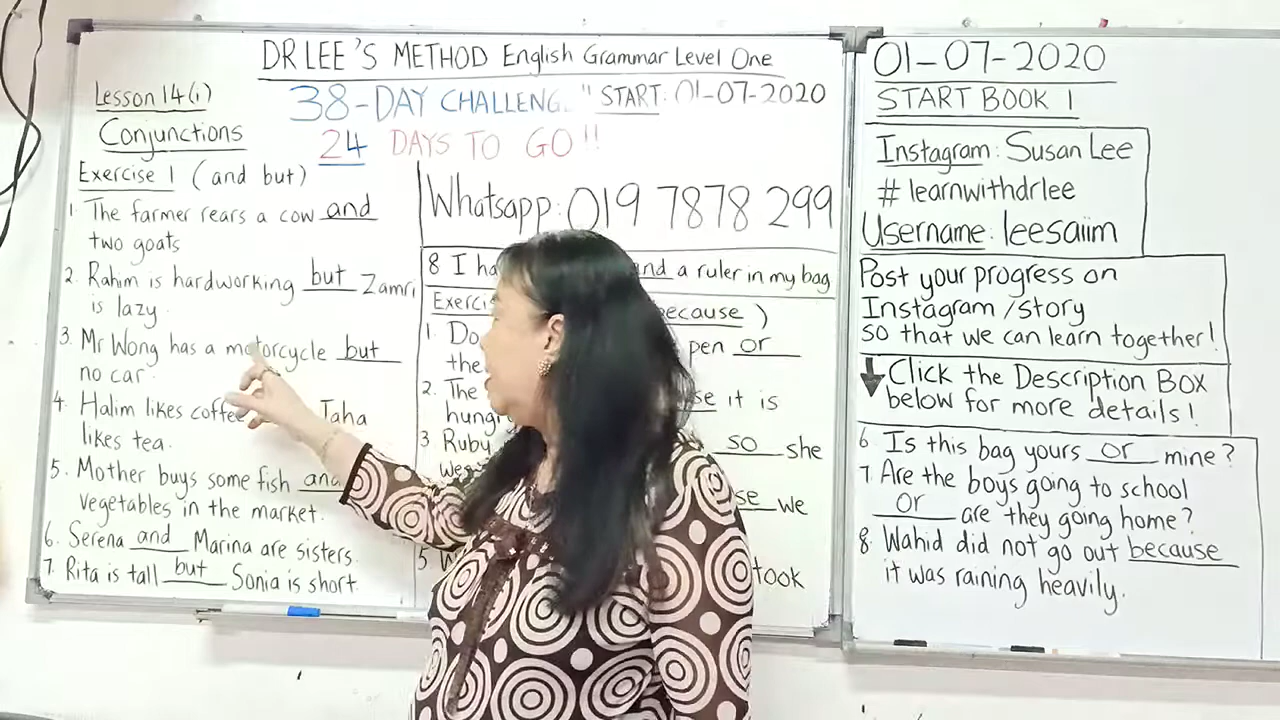 DR LEE'S METHOD English Grammar Level One
Lesson 14(i)
38-DAY CHALLENG " START: 01-07-2020
Conjunctions
24 DAYS TO GO!!
Exercise 1 (and but)
1. The farmer rears a cow and
two goats
2. Rahim is hardworking but Zamri
is lazy.
3. Mr Wong has a motorcycle but
no car.
4. Halim likes coffee Taha
likes tea.
5. Mother buys some fish and
vegetables in the market.
6. Serena and Marina are sisters.
7. Rita is tall but Sonia is short.
Whatsapp: 019 7878 299
8 I ha and a ruler in my bag
Exerci because )
1. Do pen or
the
2. The se it is
hungry
3. Ruby so she
se we
5 took
01-07-2020
START BOOK 1
Instagram: Susan Lee
# learnwithdrlee
Username: leesaiim
Post your progress on
Instagram /story
so that we can learn together!
Click the Description Box
below for more details!
6. Is this bag yours or mine?
7. Are the boys going to school
or are they going home?
8. Wahid did not go out because
it was raining heavily.